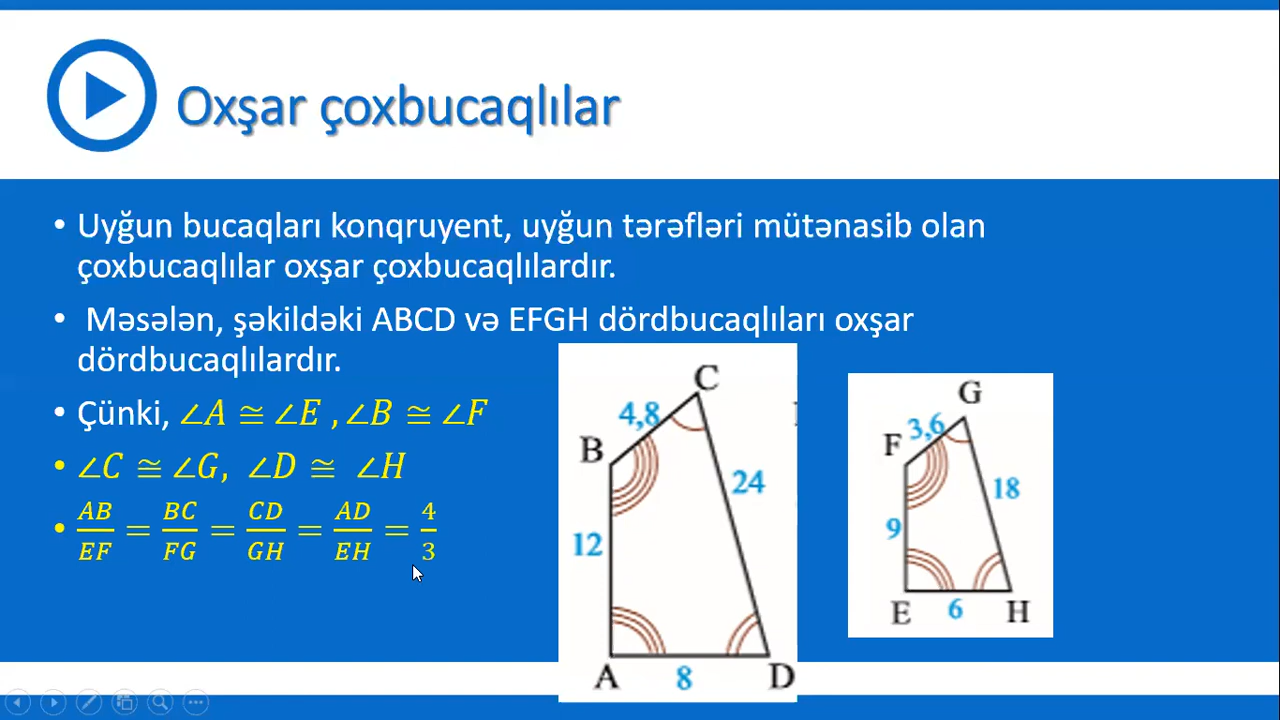 Oxşar çoxbucaqlılar
• Uyğun bucaqları konqruyent, uyğun tərəfləri mütənasib olan
çoxbucaqlılar oxşar çoxbucaqlılardır.
• Məsələn, şəkildəki ABCD və EFGH dördbucaqlıları oxşar
dördbucaqlılardır.
• Çünki, ∠A ≅ ∠E , ∠B ≅ ∠F
• ∠C ≅ ∠G, ∠D ≅ ∠H
• AB/EF = BC/FG = CD/GH = AD/EH = 4/3
C
4,8
B
24
12
A
8
D
G
3,6
F
18
9
E
6
H